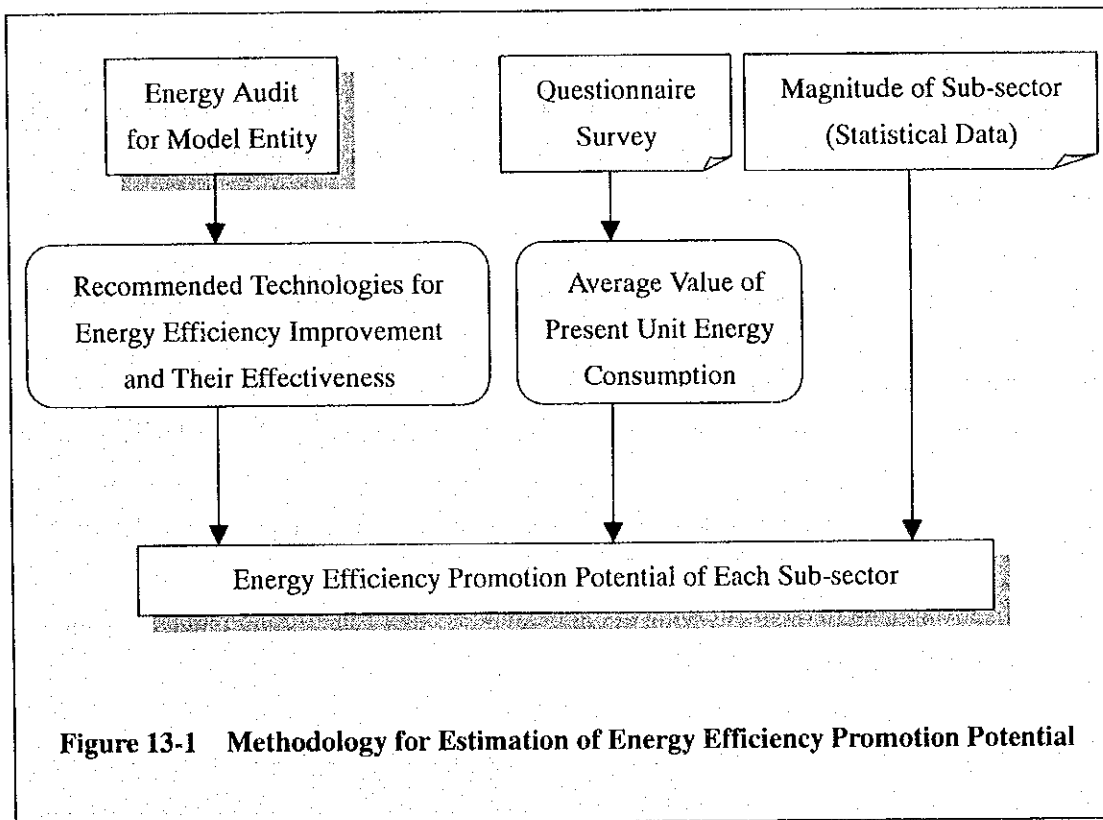 Energy Audit
for Model Entity
Questionnaire
Survey
Magnitude of Sub-sector
(Statistical Data)
Recommended Technologies for
Energy Efficiency Improvement
and Their Effectiveness
Average Value of
Present Unit Energy
Consumption
Energy Efficiency Promotion Potential of Each Sub-sector
Figure 13-1 Methodology for Estimation of Energy Efficiency Promotion Potential